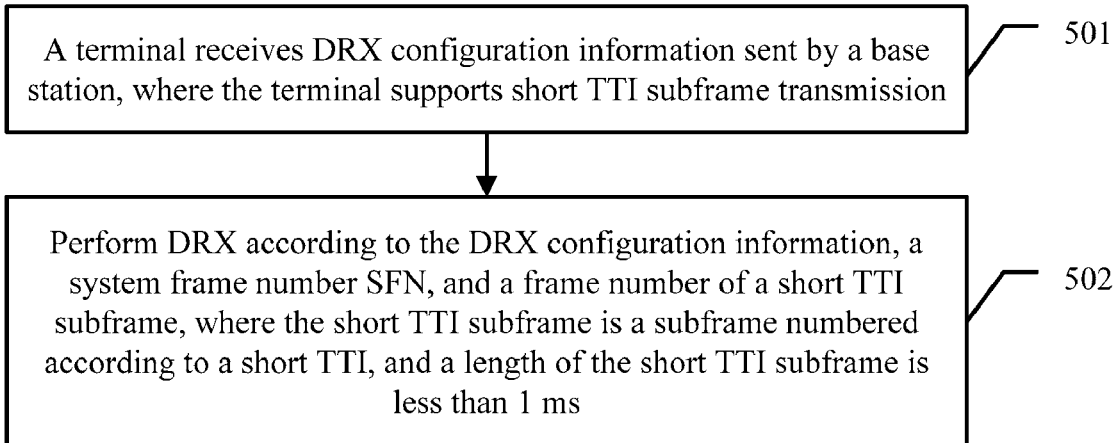 A terminal receives DRX configuration information sent by a base
station, where the terminal supports short TTI subframe transmission
501
Perform DRX according to the DRX configuration information, a
system frame number SFN, and a frame number of a short TTI
subframe, where the short TTI subframe is a subframe numbered
according to a short TTI, and a length of the short TTI subframe is
less than 1 ms
502